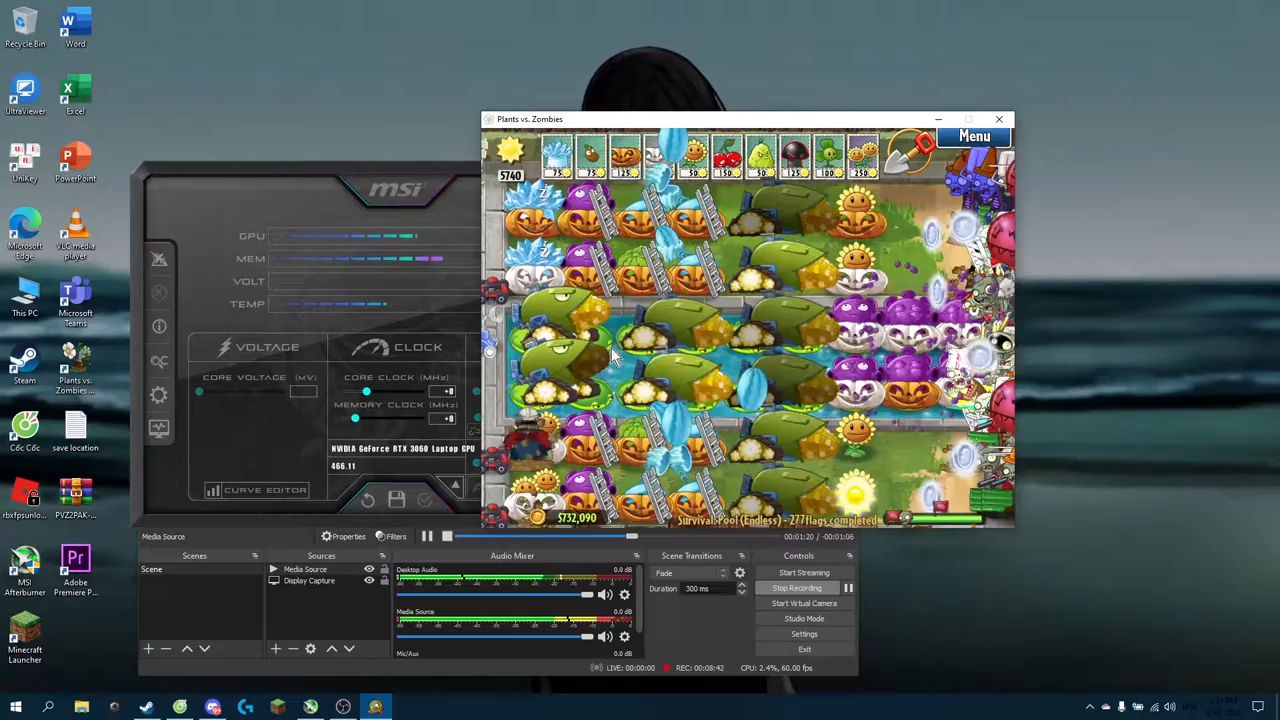 Recycle Bin
Word
UltraViewer
Excel
UniKey
PowerPoint
Microsoft Edge
VLC media player
This PC
Microsoft Teams
Steam
Plants vs. Zombies ...
Cốc Cốc
save location
rbxfpsunlo...
PVZ2PAK-...
MSI Afterburner
Adobe Premiere P...
Minecraft Launcher
msi
GPU
MEM
VOLT
TEMP
VOLTAGE
CLOCK
CORE VOLTAGE (MV)
CORE CLOCK (MHz)
+0
MEMORY CLOCK (MHz)
+0
NVIDIA GeForce RTX 3060 Laptop GPU
466.11
CURVE EDITOR
Plants vs. Zombies
Menu
5740
75 75 125 50 150 50 125 100 250
$732,090
Survival: Pool (Endless) - 277flags completed
Media Source
Properties
Filters
00:01:20 / -00:01:06
Scenes
Sources
Audio Mixer
Scene Transitions
Controls
Scene
Media Source
Display Capture
Desktop Audio
0.0 dB
Media Source
0.0 dB
Mic/Aux
0.0 dB
Fade
Duration
300 ms
Start Streaming
Stop Recording
Start Virtual Camera
Studio Mode
Settings
Exit
LIVE: 00:00:00
REC: 00:08:42
CPU: 2.4%, 60.00 fps